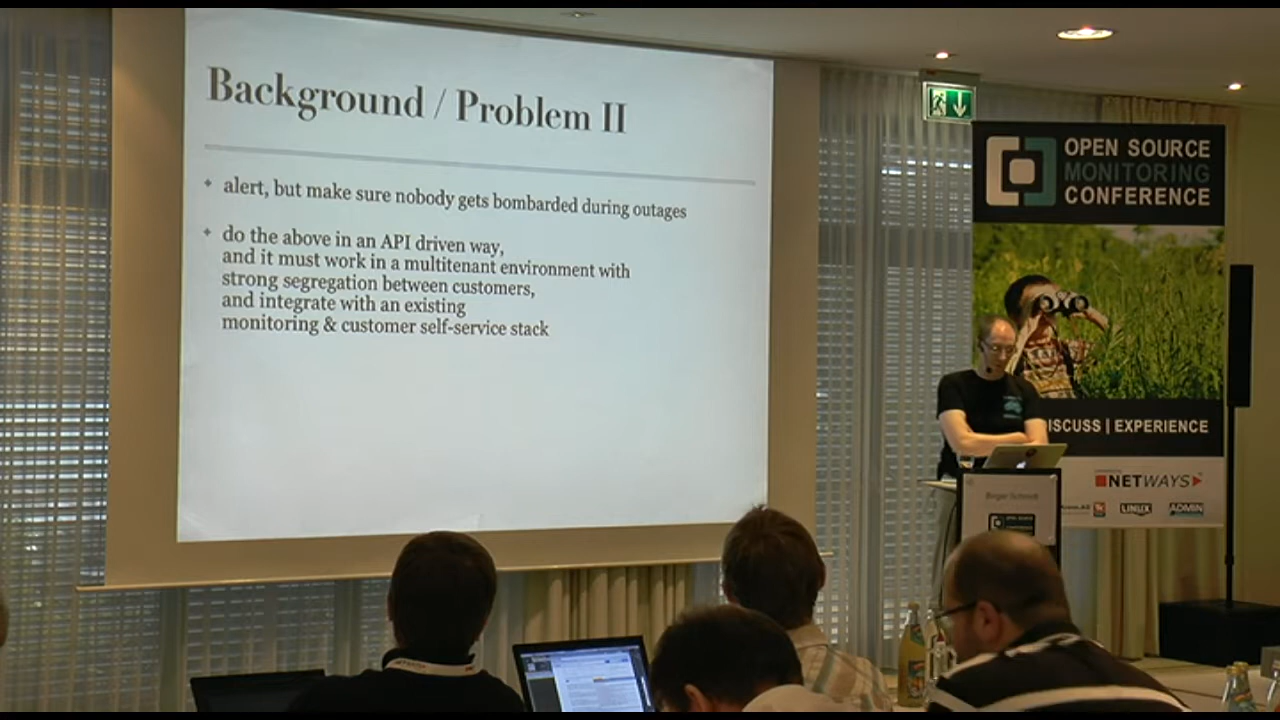 Background / Problem II
alert, but make sure nobody gets bombarded during outages
do the above in an API driven way,
and it must work in a multitenant environment with
strong segregation between customers,
and integrate with an existing
monitoring & customer self-service stack
OPEN SOURCE
MONITORING
CONFERENCE
ISCUSS | EXPERIENCE
NETWAYS
LINUX
ADMIN
Birger Schmidt